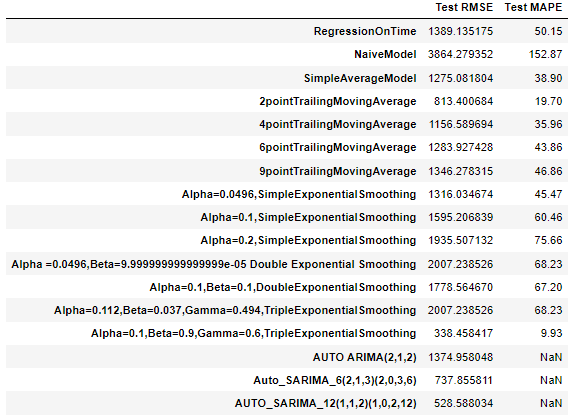 Test RMSE Test MAPE
RegressionOnTime 1389.135175 50.15
NaiveModel 3864.279352 152.87
SimpleAverageModel 1275.081804 38.90
2pointTrailingMovingAverage 813.400684 19.70
4pointTrailingMovingAverage 1156.589694 35.96
6pointTrailingMovingAverage 1283.927428 43.86
9pointTrailingMovingAverage 1346.278315 46.86
Alpha=0.0496,SimpleExponentialSmoothing 1316.034674 45.47
Alpha=0.1,SimpleExponentialSmoothing 1595.206839 60.46
Alpha=0.2,SimpleExponentialSmoothing 1935.507132 75.66
Alpha =0.0496,Beta=9.999999999999999e-05 Double Exponential Smoothing 2007.238526 68.23
Alpha=0.1,Beta=0.1,DoubleExponentialSmoothing 1778.564670 67.20
Alpha=0.112,Beta=0.037,Gamma=0.494,TripleExponentialSmoothing 2007.238526 68.23
Alpha=0.1,Beta=0.9,Gamma=0.6,TripleExponentialSmoothing 338.458417 9.93
AUTO ARIMA(2,1,2) 1374.958048 NaN
Auto_SARIMA_6(2,1,3)(2,0,3,6) 737.855811 NaN
AUTO_SARIMA_12(1,1,2)(1,0,2,12) 528.588034 NaN